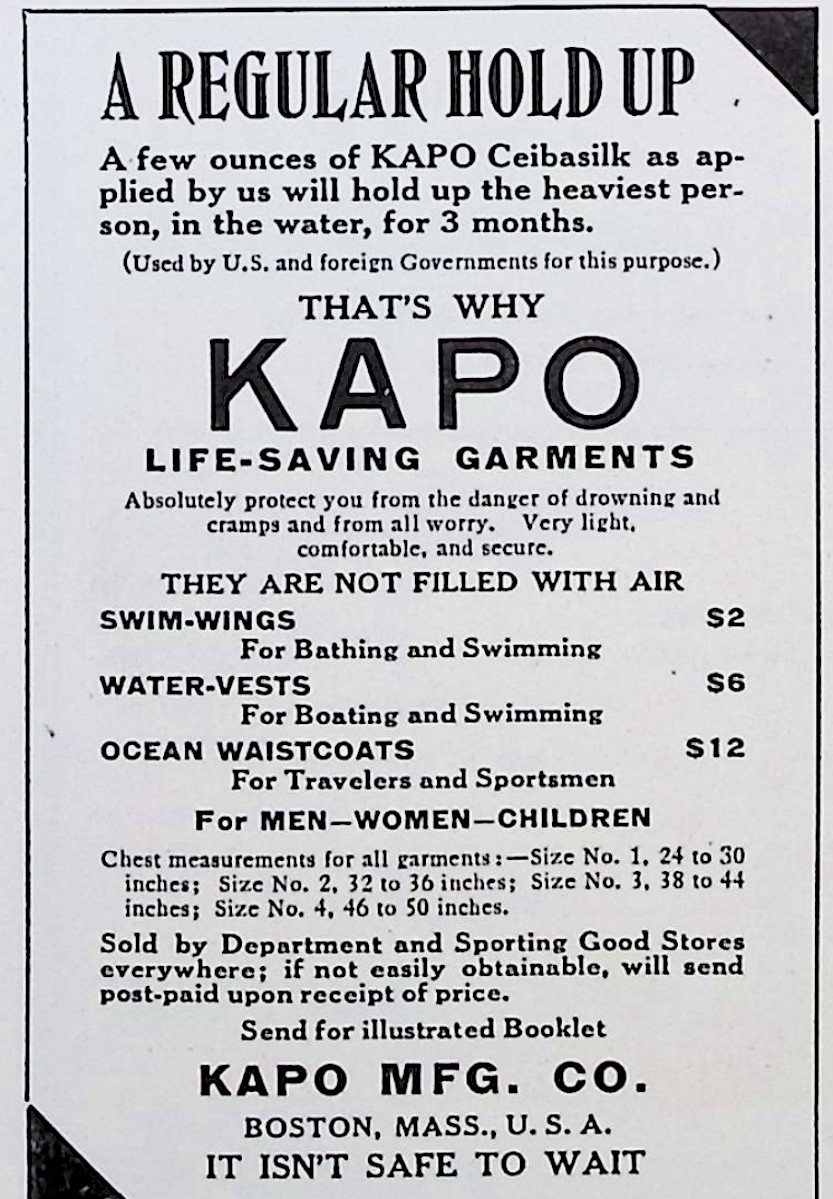 A REGULAR HOLD UP
A few ounces of KAPO Ceibasilk as ap-
plied by us will hold up the heaviest per-
son, in the water, for 3 months.
(Used by U.S. and foreign Governments for this purpose.)
THAT'S WHY
KAPO
LIFE-SAVING GARMENTS
Absolutely protect you from the danger of drowning and
cramps and from all worry. Very light,
comfortable, and secure.
THEY ARE NOT FILLED WITH AIR
SWIM-WINGS $2
For Bathing and Swimming
WATER-VESTS $6
For Boating and Swimming
OCEAN WAISTCOATS $12
For Travelers and Sportsmen
For MEN—WOMEN—CHILDREN
Chest measurements for all garments:—Size No. 1, 24 to 30
inches; Size No. 2, 32 to 36 inches; Size No. 3, 38 to 44
inches; Size No. 4, 46 to 50 inches.
Sold by Department and Sporting Good Stores
everywhere; if not easily obtainable, will send
post-paid upon receipt of price.
Send for illustrated Booklet
KAPO MFG. CO.
BOSTON, MASS., U. S. A.
IT ISN'T SAFE TO WAIT